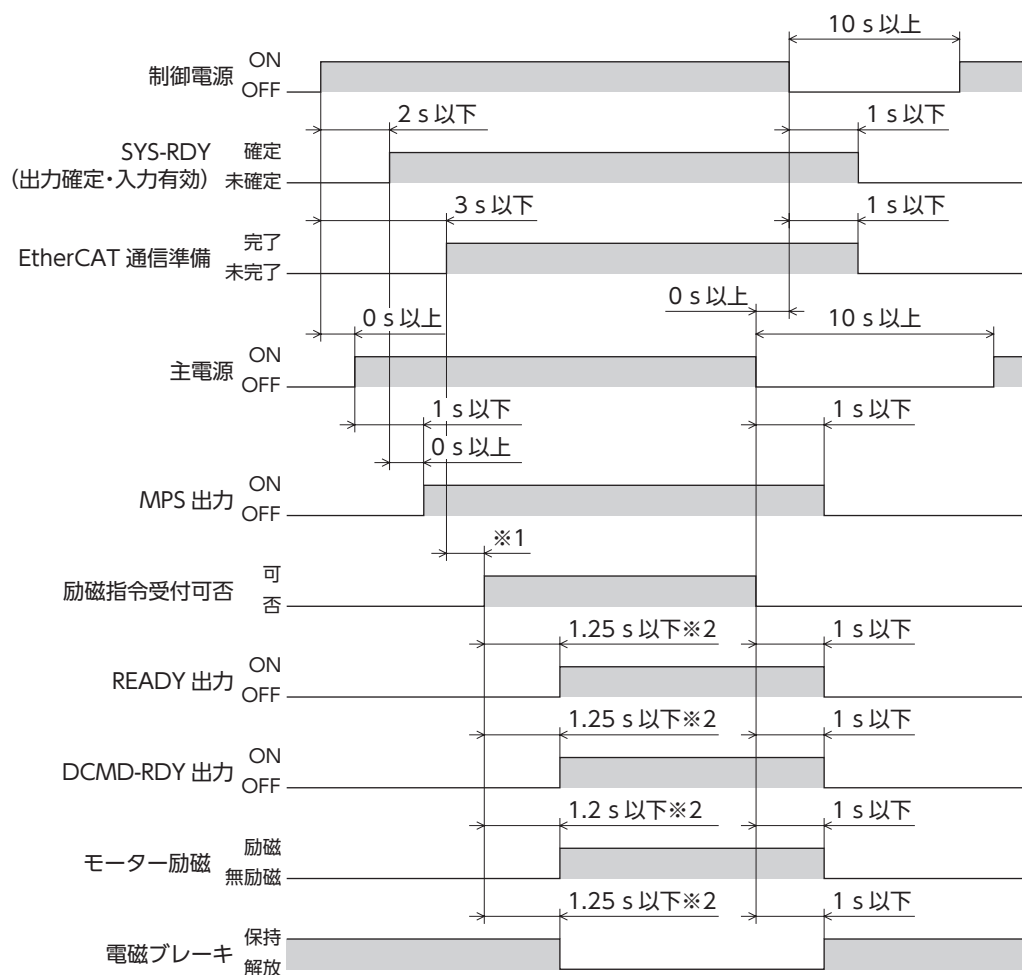 10 s 以上
制御電源 ON
OFF
2 s 以下 1 s 以下
SYS-RDY 確定
(出力確定・入力有効) 未確定
3 s 以下 1 s 以下
EtherCAT 通信準備 完了
未完了
0 s 以上
0 s 以上 10 s 以上
主電源 ON
OFF
1 s 以下 1 s 以下
0 s 以上
MPS 出力 ON
OFF
※1
励磁指令受付可否 可
否
1.25 s 以下※2 1 s 以下
READY 出力 ON
OFF
1.25 s 以下※2 1 s 以下
DCMD-RDY 出力 ON
OFF
1.2 s 以下※2 1 s 以下
モーター励磁 励磁
無励磁
1.25 s 以下※2 1 s 以下
電磁ブレーキ 保持
解放